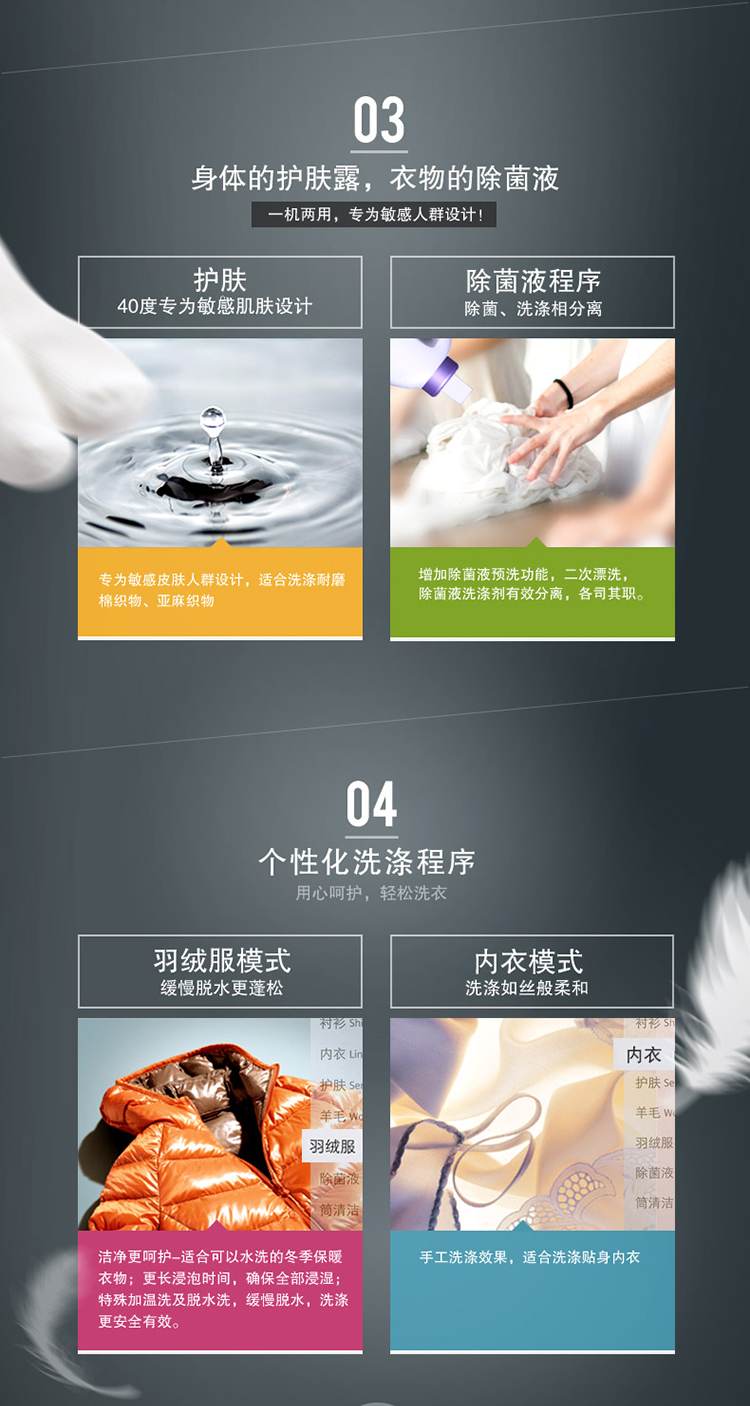 03
身体的护肤露，衣物的除菌液
一机两用，专为敏感人群设计！
护肤
40度专为敏感肌肤设计
除菌液程序
除菌、洗涤相分离
专为敏感皮肤人群设计，适合洗涤耐磨
棉织物、亚麻织物
增加除菌液预洗功能，二次漂洗，
除菌液洗涤剂有效分离，各司其职。
04
个性化洗涤程序
用心呵护，轻松洗衣
羽绒服模式
缓慢脱水更蓬松
内衣模式
洗涤如丝般柔和
衬衫 Shi
内衣 Lin
护肤 Sen
羊毛 Wo
羽绒服
除菌液
筒清洁
衬衫 Sh
内衣
护肤 Se
羊毛 Wo
羽绒服
除菌液
筒清洁
洁净更呵护-适合可以水洗的冬季保暖
衣物；更长浸泡时间，确保全部浸湿；
特殊加温洗及脱水洗，缓慢脱水，洗涤
更安全有效。
手工洗涤效果，适合洗涤贴身内衣